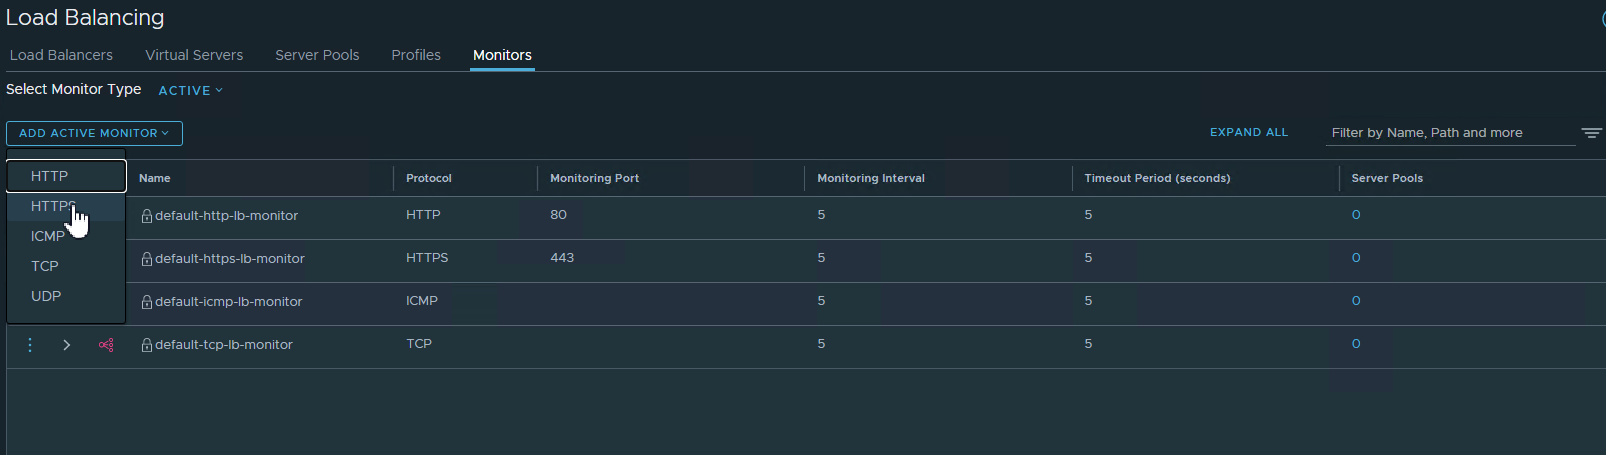 Load Balancing
Load Balancers Virtual Servers Server Pools Profiles Monitors
Select Monitor Type ACTIVE
ADD ACTIVE MONITOR EXPAND ALL Filter by Name, Path and more
HTTP
HTTPS
ICMP
TCP
UDP
Name Protocol Monitoring Port Monitoring Interval Timeout Period (seconds) Server Pools
default-http-lb-monitor HTTP 80 5 5 0
default-https-lb-monitor HTTPS 443 5 5 0
default-icmp-lb-monitor ICMP 5 5 0
default-tcp-lb-monitor TCP 5 5 0